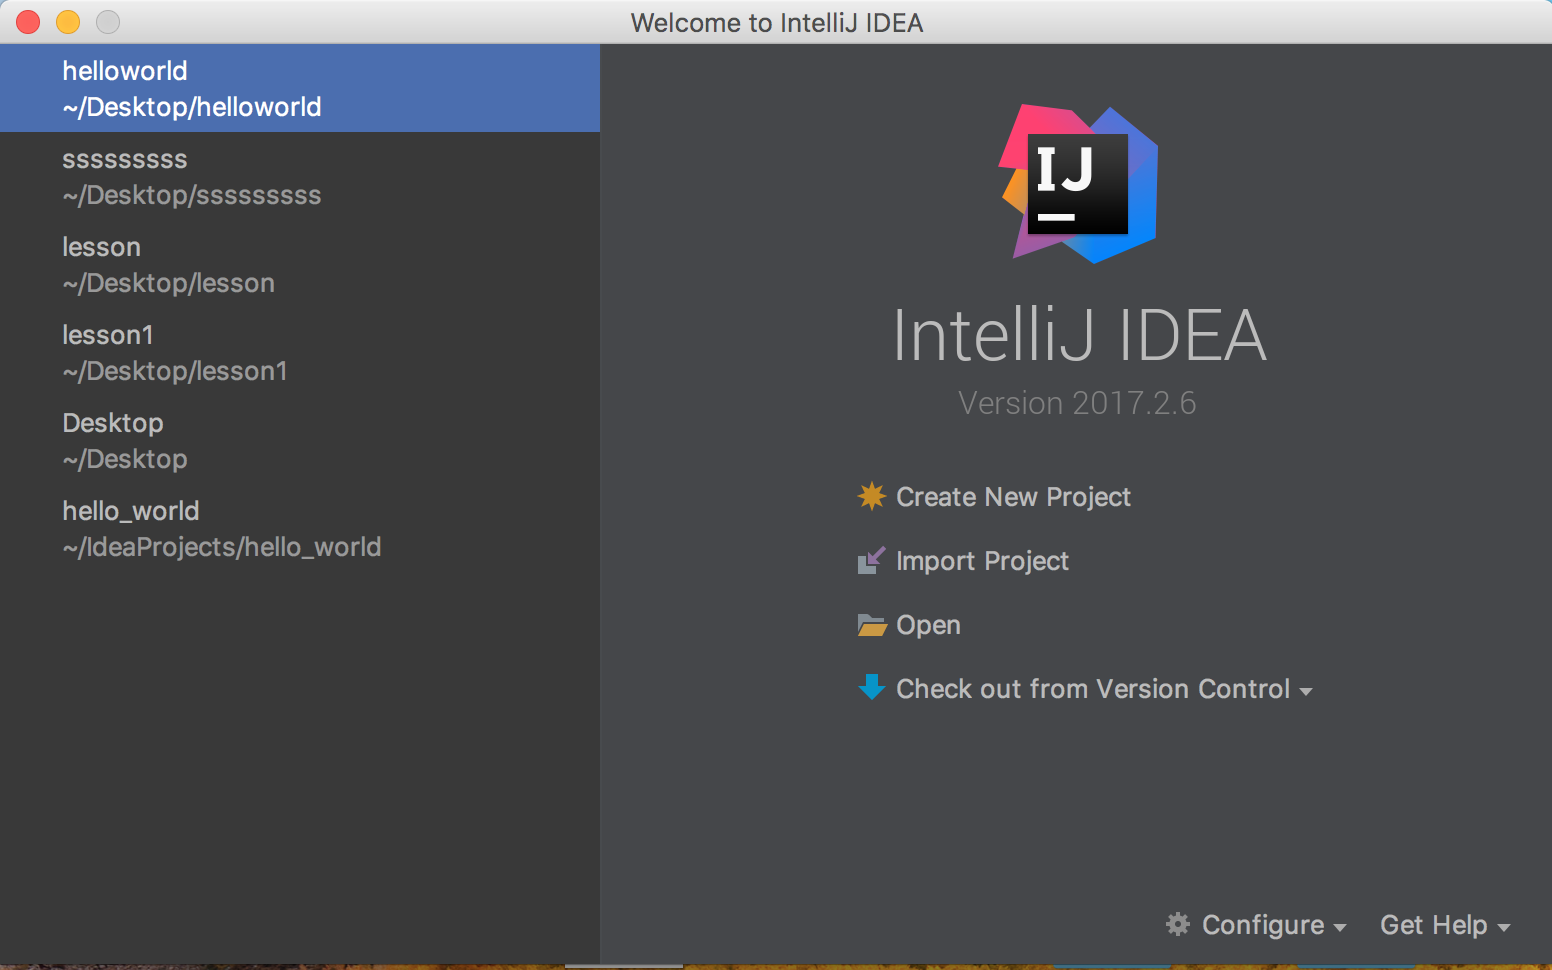 Welcome to IntelliJ IDEA
helloworld
~/Desktop/helloworld
sssssssss
~/Desktop/sssssssss
lesson
~/Desktop/lesson
lesson1
~/Desktop/lesson1
Desktop
~/Desktop
hello_world
~/IdeaProjects/hello_world
IJ
IntelliJ IDEA
Version 2017.2.6
Create New Project
Import Project
Open
Check out from Version Control
Configure
Get Help